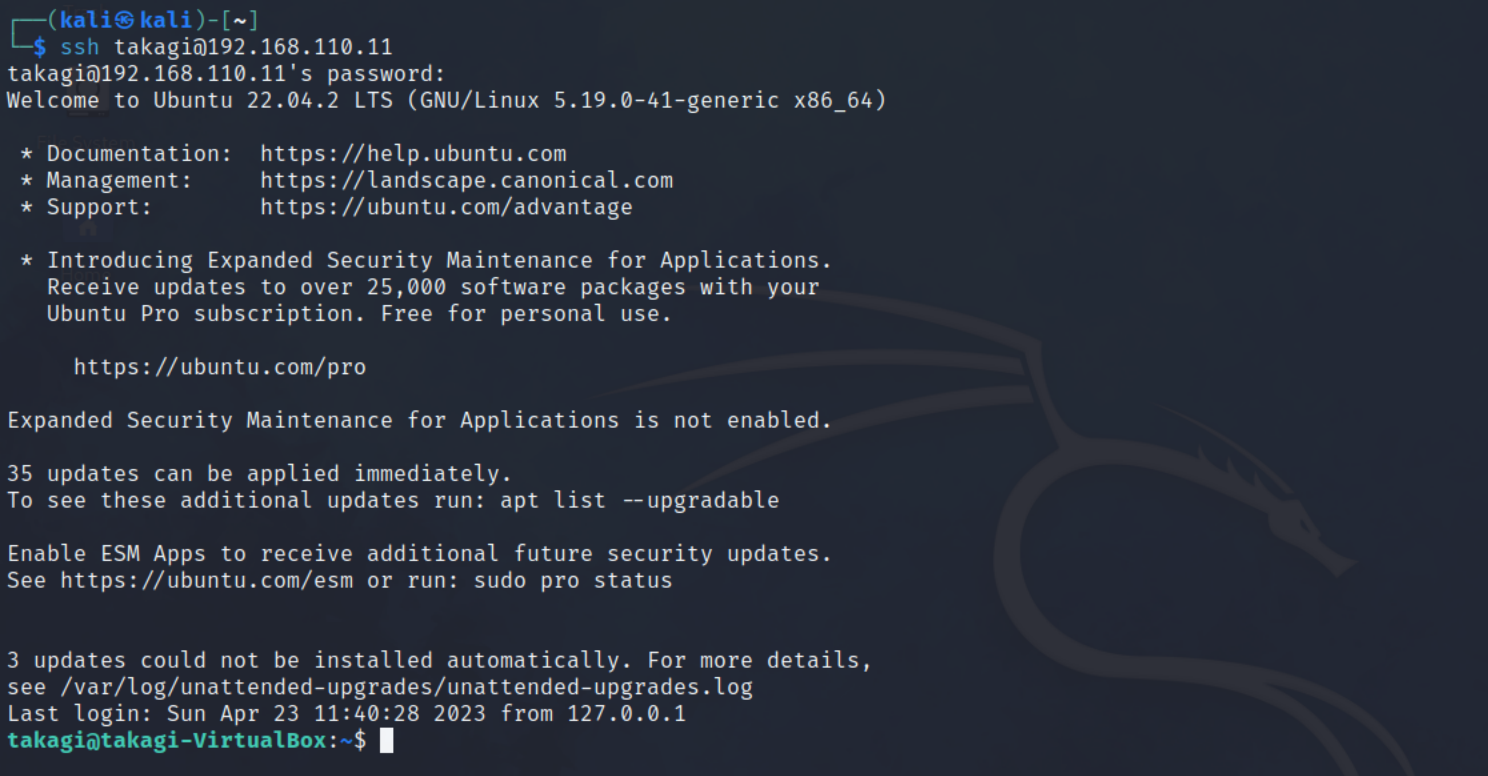 ┌──(kali㉿kali)-[~]
└─$ ssh takagi@192.168.110.11
takagi@192.168.110.11's password:
Welcome to Ubuntu 22.04.2 LTS (GNU/Linux 5.19.0-41-generic x86_64)

 * Documentation:  https://help.ubuntu.com
 * Management:     https://landscape.canonical.com
 * Support:        https://ubuntu.com/advantage

 * Introducing Expanded Security Maintenance for Applications.
   Receive updates to over 25,000 software packages with your
   Ubuntu Pro subscription. Free for personal use.

     https://ubuntu.com/pro

Expanded Security Maintenance for Applications is not enabled.

35 updates can be applied immediately.
To see these additional updates run: apt list --upgradable

Enable ESM Apps to receive additional future security updates.
See https://ubuntu.com/esm or run: sudo pro status


3 updates could not be installed automatically. For more details,
see /var/log/unattended-upgrades/unattended-upgrades.log
Last login: Sun Apr 23 11:40:28 2023 from 127.0.0.1
takagi@takagi-VirtualBox:~$